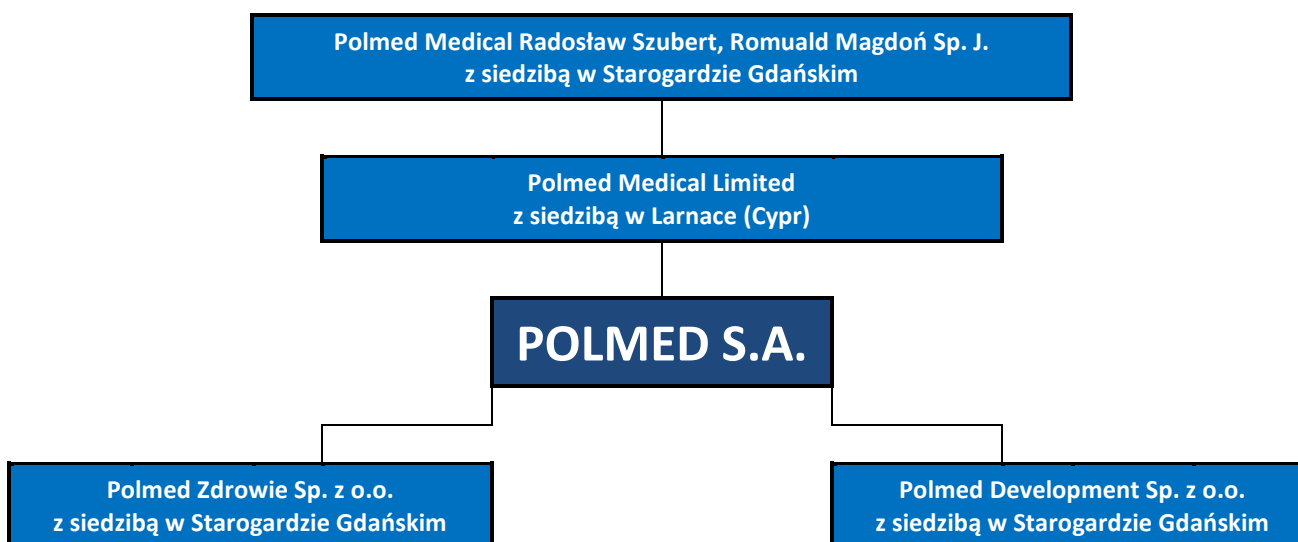 Polmed Medical Radosław Szubert, Romuald Magdoń Sp. J.
z siedzibą w Starogardzie Gdańskim
Polmed Medical Limited
z siedzibą w Larnace (Cypr)
POLMED S.A.
Polmed Zdrowie Sp. z o.o.
z siedzibą w Starogardzie Gdańskim
Polmed Development Sp. z o.o.
z siedzibą w Starogardzie Gdańskim